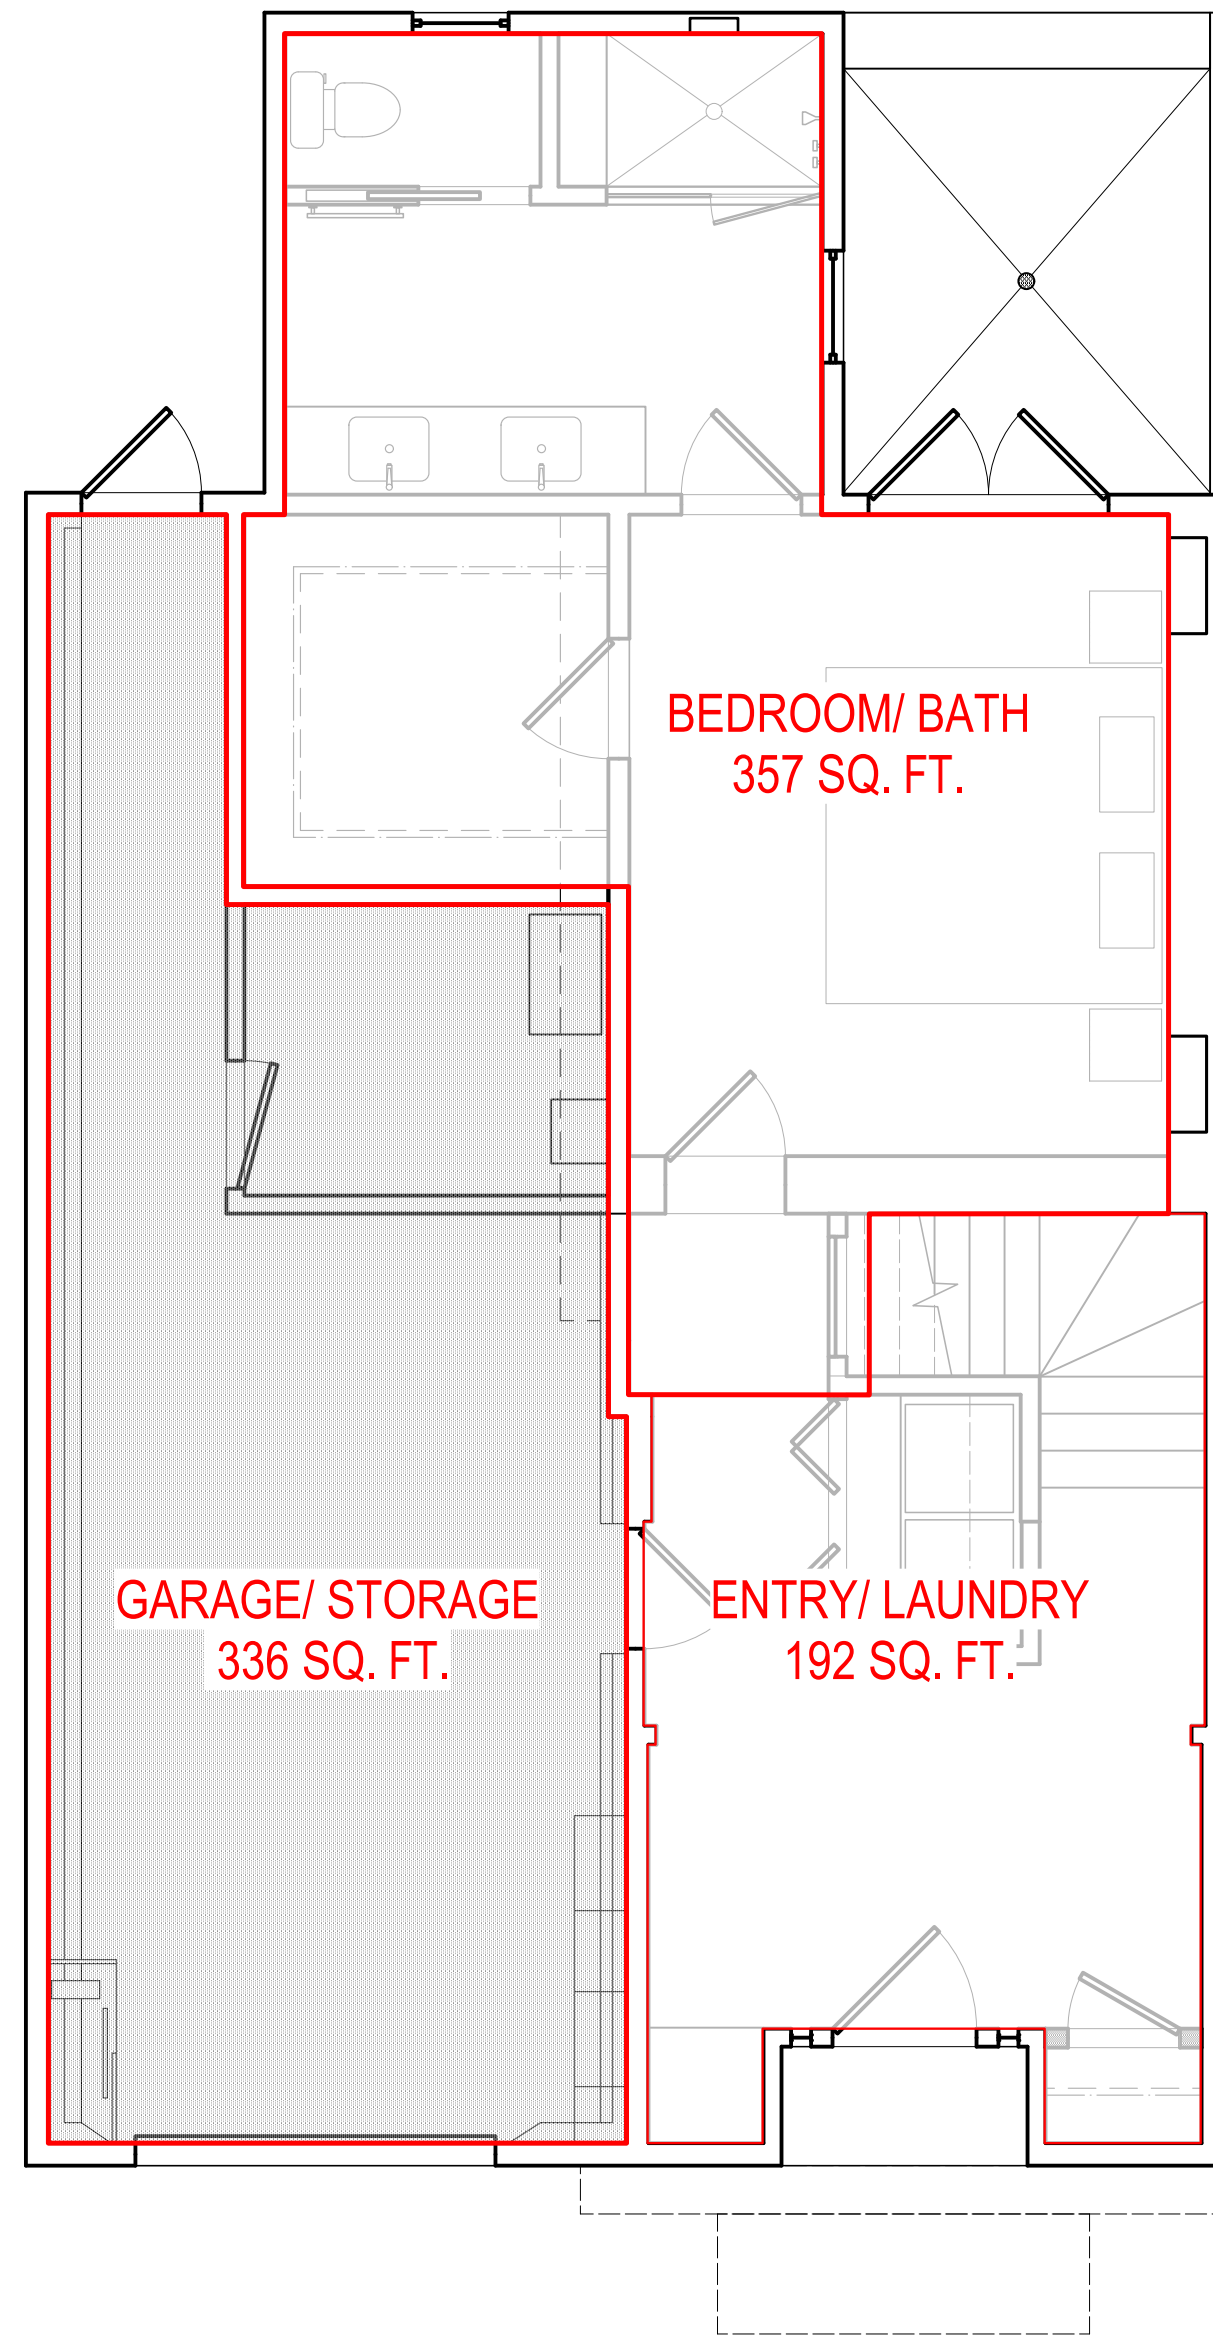 BEDROOM/ BATH
357 SQ. FT.
GARAGE/ STORAGE
336 SQ. FT.
ENTRY/ LAUNDRY
192 SQ. FT.